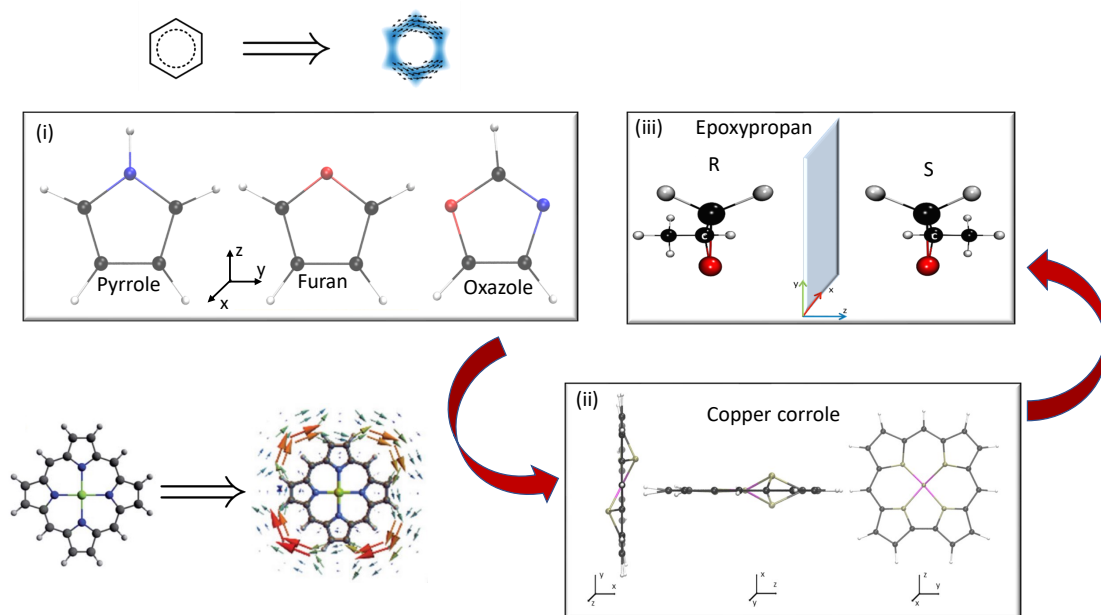 (i)
Pyrrole
Furan
Oxazole
z
y
x
(iii)
Epoxypropan
R
S
C
C
y
x
z
(ii)
Copper corrole
y
x
z
x
z
y
z
y
x